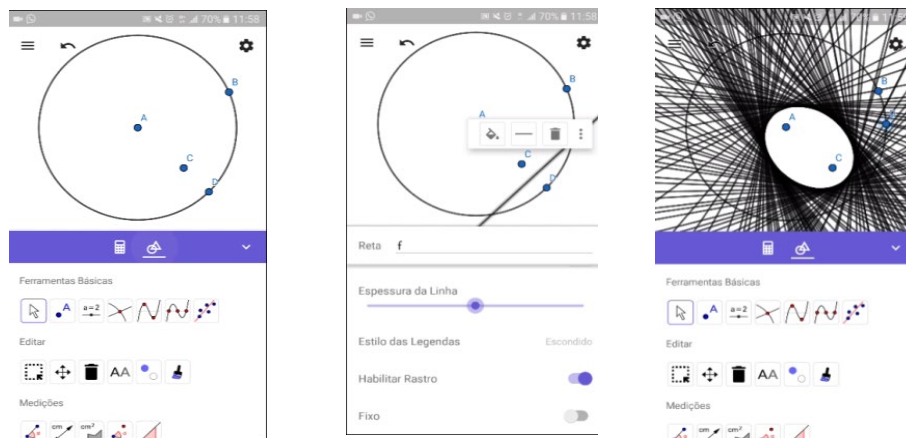 70% 11:58
B
A
C
D
Ferramentas Básicas
A
a=2
Editar
AA
Medições
cm
cm²
70% 11:58
B
A
C
D
Reta f
Espessura da Linha
Estilo das Legendas Escondido
Habilitar Rastro
Fixo
B
A
C
Ferramentas Básicas
A
a=2
Editar
AA
Medições
cm
cm²